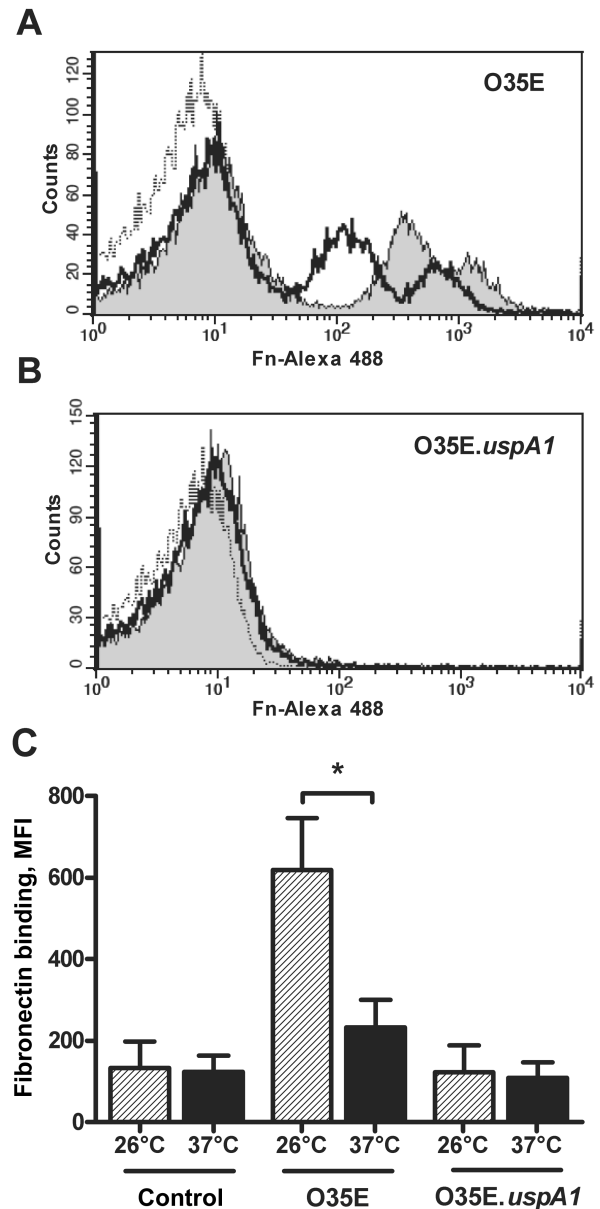 A
O35E
120
100
80
60
40
20
0
Counts
10⁰ 10¹ 10² 10³ 10⁴
Fn-Alexa 488
B
O35E.uspA1
150
120
90
60
30
0
Counts
10⁰ 10¹ 10² 10³ 10⁴
Fn-Alexa 488
C
*
800
600
400
200
0
Fibronectin binding, MFI
26°C 37°C 26°C 37°C 26°C 37°C
Control O35E O35E.uspA1